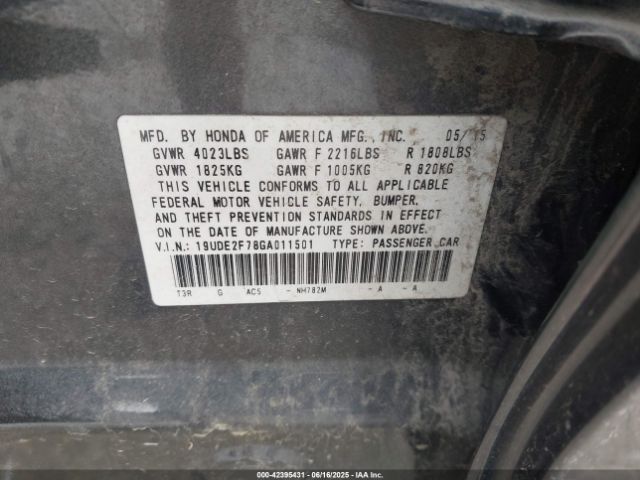 MFD. BY HONDA OF AMERICA MFG., INC. 05/15
GVWR 4023LBS GAWR F 2216LBS R 1808LBS
GVWR 1825KG GAWR F 1005KG R 820KG
THIS VEHICLE CONFORMS TO ALL APPLICABLE
FEDERAL MOTOR VEHICLE SAFETY, BUMPER,
AND THEFT PREVENTION STANDARDS IN EFFECT
ON THE DATE OF MANUFACTURE SHOWN ABOVE.
V.I.N.: 19UDE2F78GA011501 TYPE: PASSENGER CAR
T3R G AC5 - NH782M - A - A
000-42395431 - 06/16/2025 - IAA